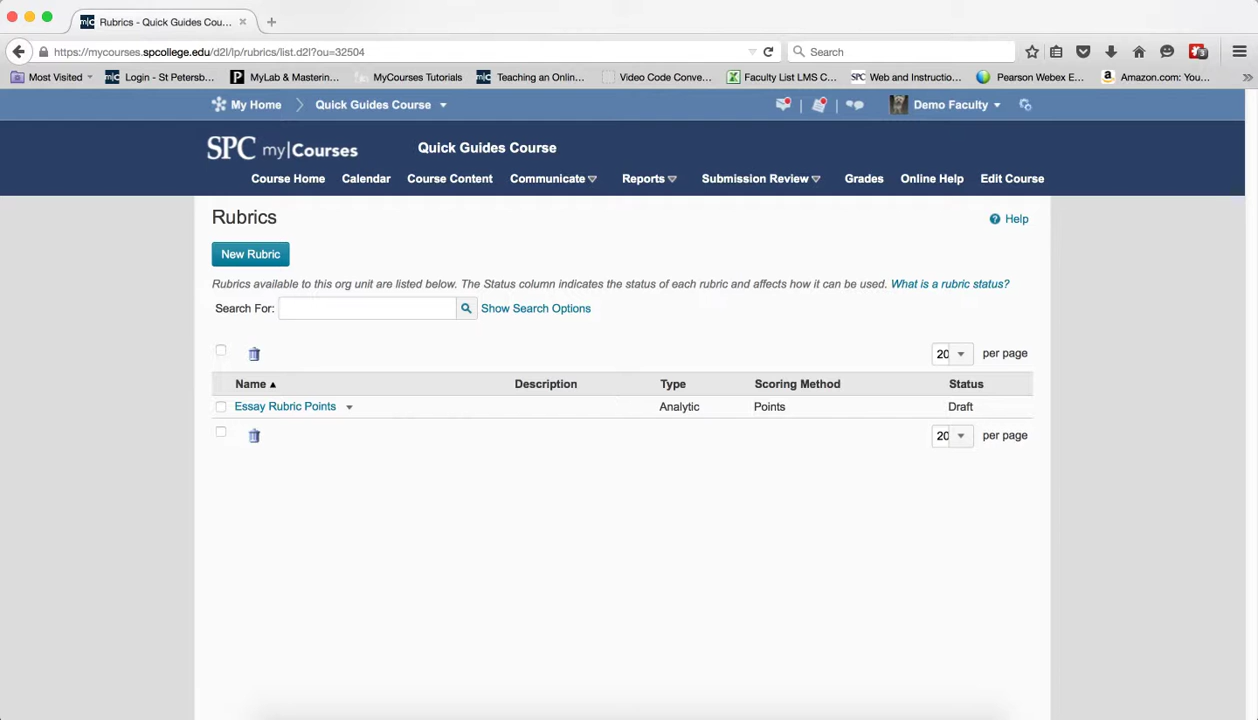 Rubrics - Quick Guides Cou...
https://mycourses.spcollege.edu/d2l/lp/rubrics/list.d2l?ou=32504
Search
3
Most Visited
Login - St Petersb...
MyLab & Masterin...
MyCourses Tutorials
Teaching an Onlin...
Video Code Conve...
Faculty List LMS C...
Web and Instructio...
Pearson Webex E...
Amazon.com: You...
My Home
Quick Guides Course
Demo Faculty
SPC my|Courses
Quick Guides Course
Course Home
Calendar
Course Content
Communicate
Reports
Submission Review
Grades
Online Help
Edit Course
Rubrics
Help
New Rubric
Rubrics available to this org unit are listed below. The Status column indicates the status of each rubric and affects how it can be used. What is a rubric status?
Search For:
Show Search Options
20 per page
Name Description Type Scoring Method Status
Essay Rubric Points Analytic Points Draft
20 per page